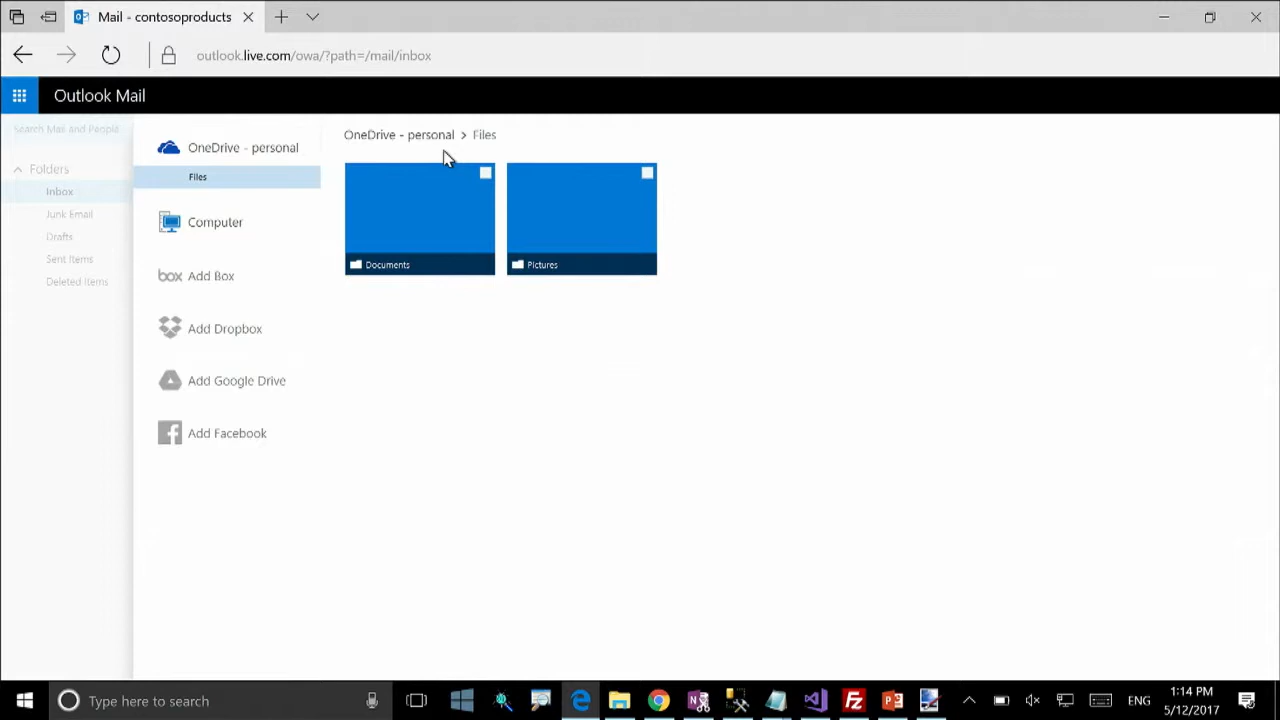 Mail - contosoproducts
outlook.live.com/owa/?path=/mail/inbox
Outlook Mail
Search Mail and People
Folders
Inbox
Junk Email
Drafts
Sent Items
Deleted Items
OneDrive - personal
Files
Computer
box Add Box
Add Dropbox
Add Google Drive
Add Facebook
OneDrive - personal > Files
Documents
Pictures
Type here to search
ENG
1:14 PM
5/12/2017